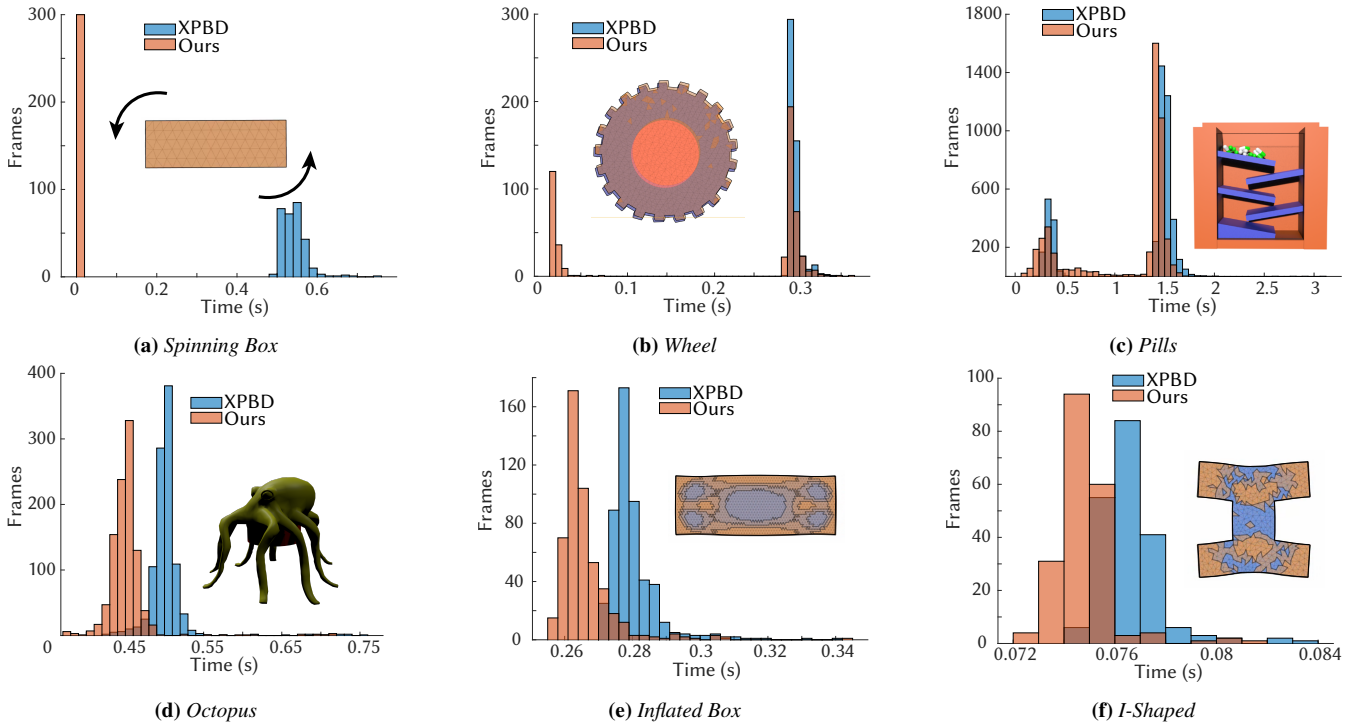 300
200
100
0
Frames
XPBD
Ours
0 0.2 0.4 0.6
Time (s)
(a) Spinning Box
300
200
100
0
Frames
XPBD
Ours
0 0.1 0.2 0.3
Time (s)
(b) Wheel
1800
1400
1000
600
200
Frames
XPBD
Ours
0 0.5 1 1.5 2 2.5 3
Time (s)
(c) Pills
400
300
200
100
0
Frames
XPBD
Ours
0.45 0.55 0.65 0.75
Time (s)
(d) Octopus
160
120
80
40
0
Frames
XPBD
Ours
0.26 0.28 0.3 0.32 0.34
Time (s)
(e) Inflated Box
100
80
60
40
20
0
Frames
XPBD
Ours
0.072 0.076 0.08 0.084
Time (s)
(f) I-Shaped